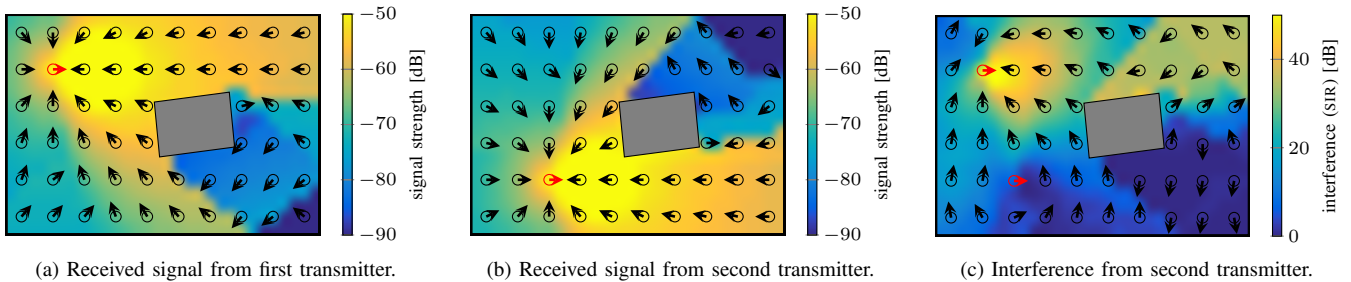 −50
−60
−70
−80
−90
signal strength [dB]
−50
−60
−70
−80
−90
signal strength [dB]
40
20
0
interference (SIR) [dB]
(a) Received signal from first transmitter.
(b) Received signal from second transmitter.
(c) Interference from second transmitter.